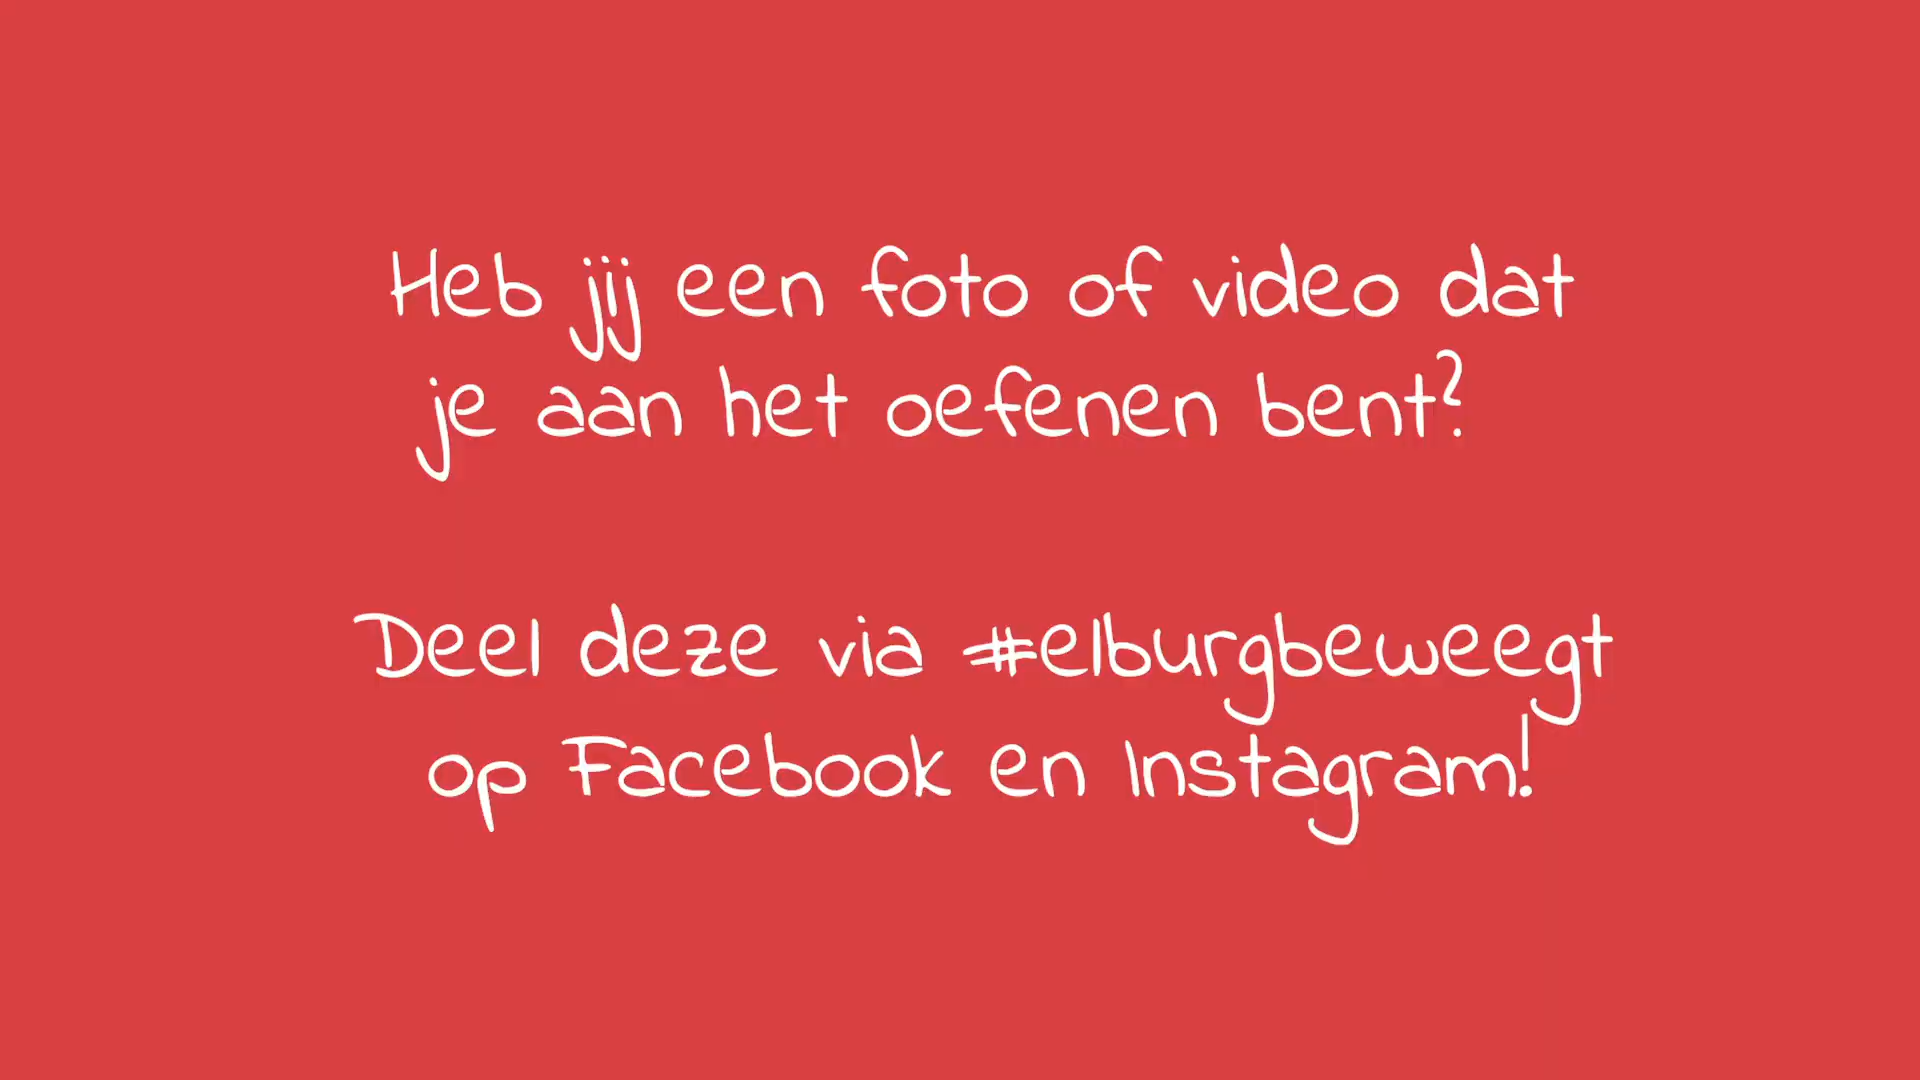 Heb jij een foto of video dat
je aan het oefenen bent?
Deel deze via #elburgbeweegt
op Facebook en Instagram!